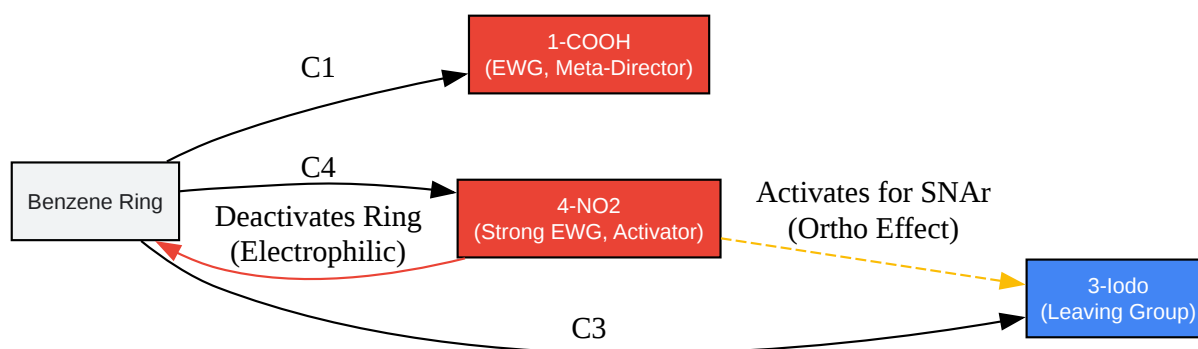 1-COOH
(EWG, Meta-Director)
C1
Benzene Ring
C4
4-NO2
(Strong EWG, Activator)
Deactivates Ring
(Electrophilic)
Activates for SNAr
(Ortho Effect)
3-Iodo
(Leaving Group)
C3